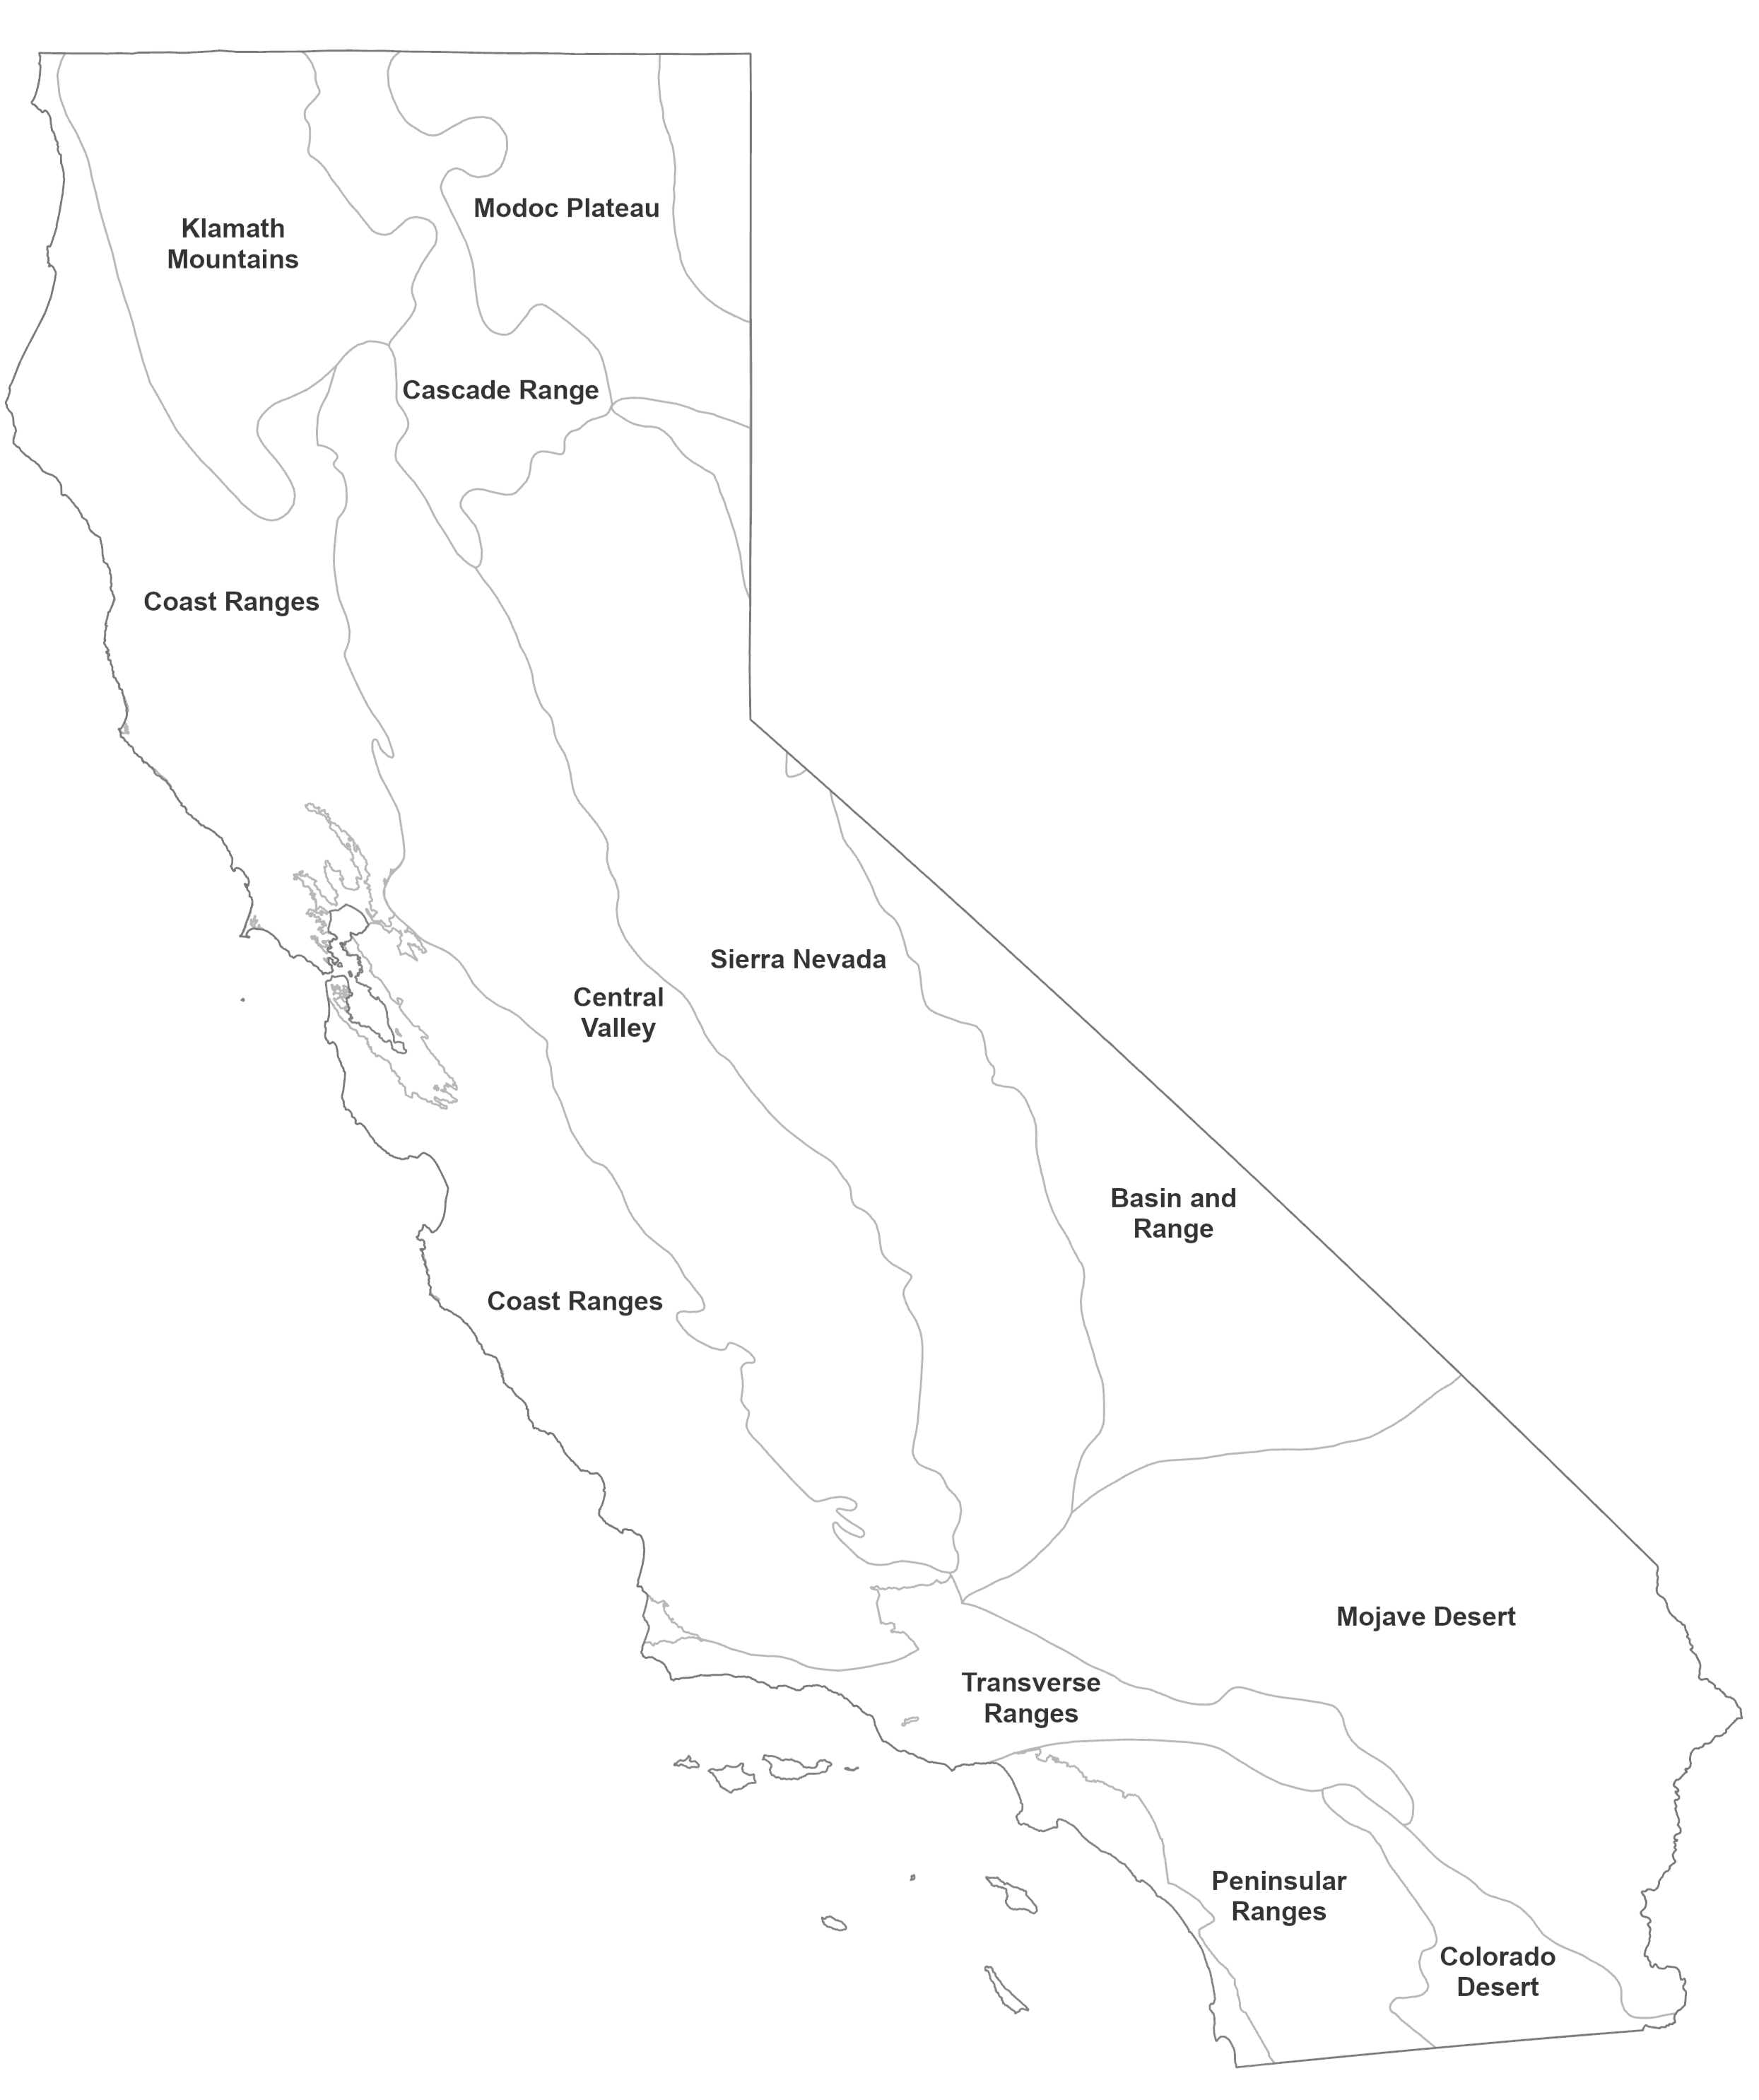 Modoc Plateau
Klamath
Mountains
Cascade Range
Coast Ranges
Sierra Nevada
Central
Valley
Basin and
Range
Coast Ranges
Mojave Desert
Transverse
Ranges
Peninsular
Ranges
Colorado
Desert